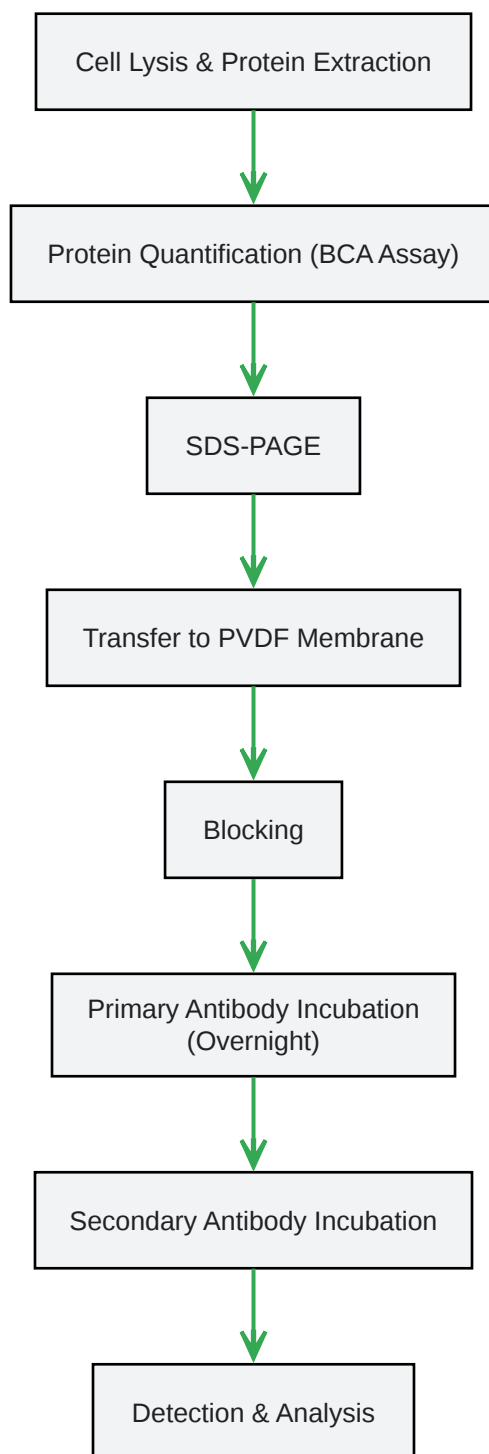 Cell Lysis & Protein Extraction
Protein Quantification (BCA Assay)
SDS-PAGE
Transfer to PVDF Membrane
Blocking
Primary Antibody Incubation
(Overnight)
Secondary Antibody Incubation
Detection & Analysis